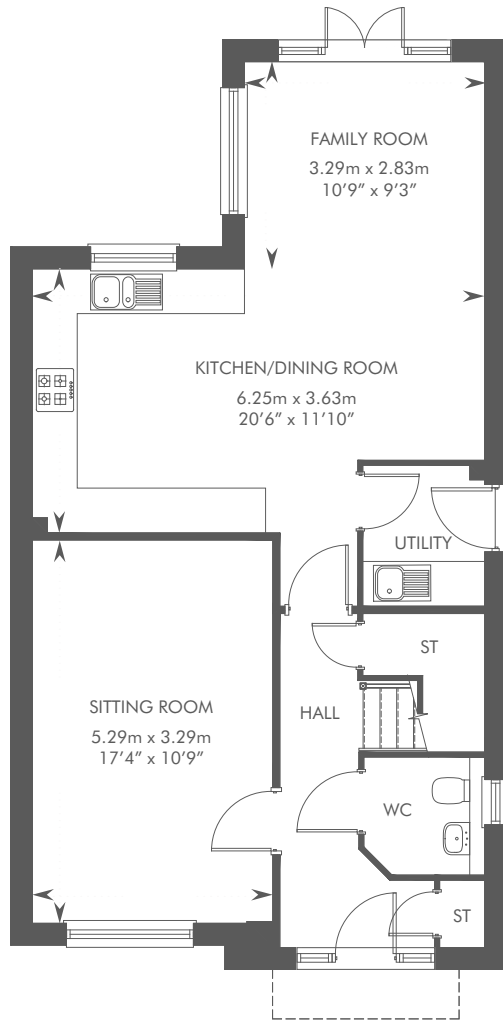 FAMILY ROOM
3.29m x 2.83m
10’9” x 9’3”
KITCHEN/DINING ROOM
6.25m x 3.63m
20’6” x 11’10”
UTILITY
ST
HALL
SITTING ROOM
5.29m x 3.29m
17’4” x 10’9”
WC
ST